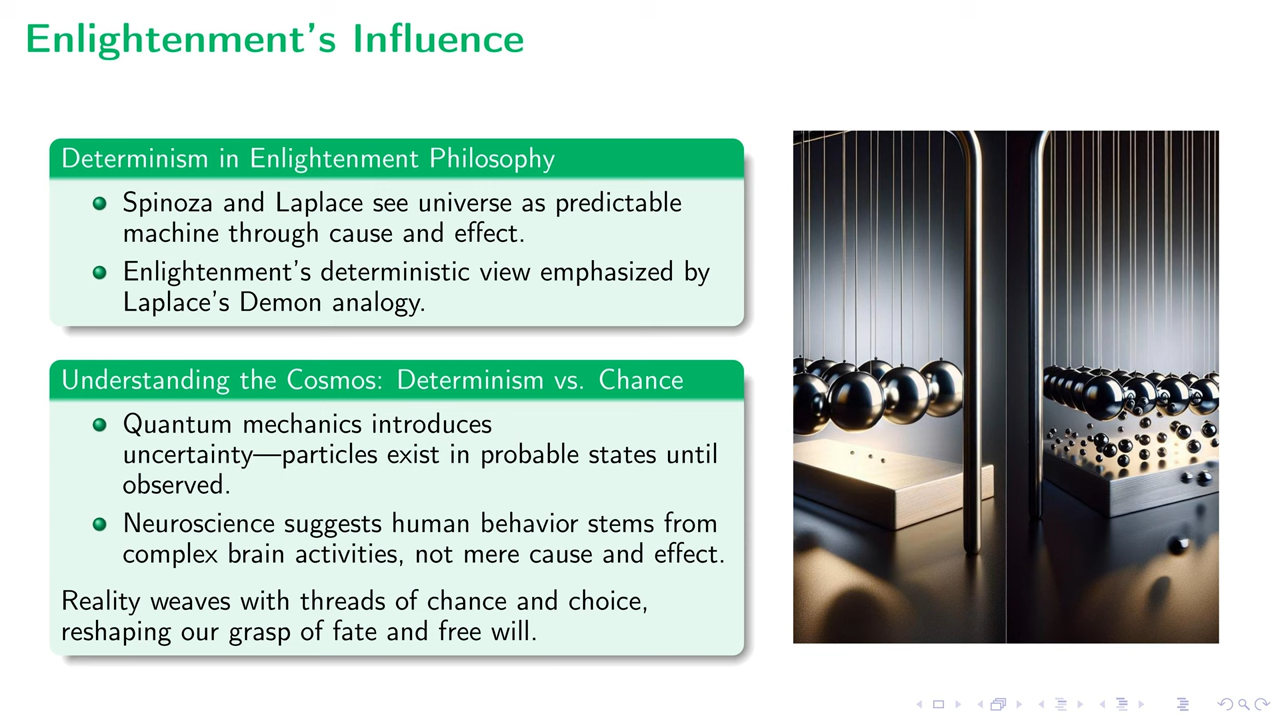 Enlightenment's Influence
Determinism in Enlightenment Philosophy
Spinoza and Laplace see universe as predictable
machine through cause and effect.
Enlightenment's deterministic view emphasized by
Laplace's Demon analogy.
Understanding the Cosmos: Determinism vs. Chance
Quantum mechanics introduces
uncertainty—particles exist in probable states until
observed.
Neuroscience suggests human behavior stems from
complex brain activities, not mere cause and effect.
Reality weaves with threads of chance and choice,
reshaping our grasp of fate and free will.